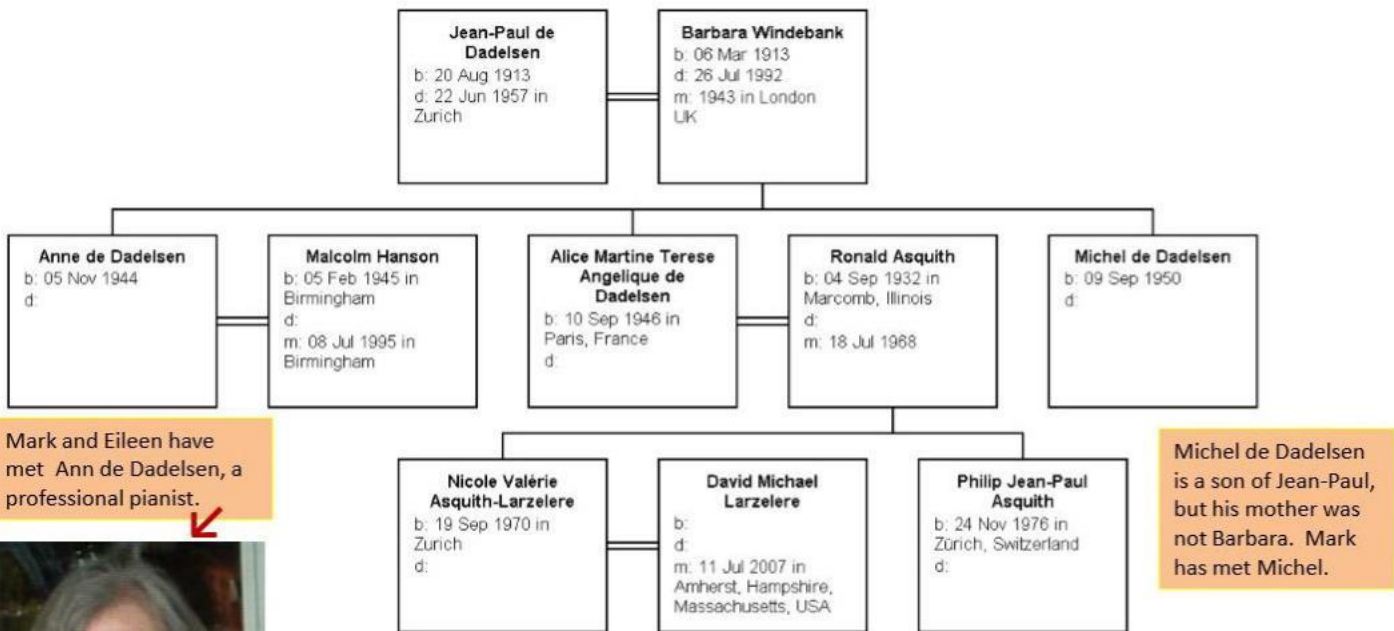 Jean-Paul de
Dadelsen
b: 20 Aug 1913
d: 22 Jun 1957 in
Zurich
Barbara Windebank
b: 06 Mar 1913
d: 26 Jul 1992
m: 1943 in London
UK
Anne de Dadelsen
b: 05 Nov 1944
d:
Malcolm Hanson
b: 05 Feb 1945 in
Birmingham
d:
m: 08 Jul 1995 in
Birmingham
Alice Martine Terese
Angelique de
Dadelsen
b: 10 Sep 1946 in
Paris, France
d:
Ronald Asquith
b: 04 Sep 1932 in
Marcomb, Illinois
d:
m: 18 Jul 1968
Michel de Dadelsen
b: 09 Sep 1950
d:
Mark and Eileen have
met Ann de Dadelsen, a
professional pianist.
Nicole Valérie
Asquith-Larzelere
b: 19 Sep 1970 in
Zurich
d:
David Michael
Larzelere
b:
d:
m: 11 Jul 2007 in
Amherst, Hampshire,
Massachusetts, USA
Philip Jean-Paul
Asquith
b: 24 Nov 1976 in
Zürich, Switzerland
d:
Michel de Dadelsen
is a son of Jean-Paul,
but his mother was
not Barbara. Mark
has met Michel.